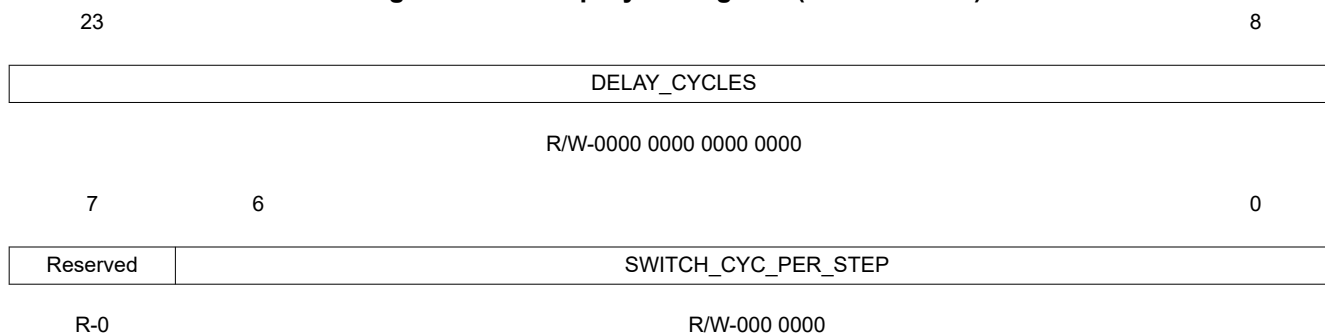 23 8
DELAY_CYCLES
R/W-0000 0000 0000 0000
7 6 0
Reserved SWITCH_CYC_PER_STEP
R-0 R/W-000 0000